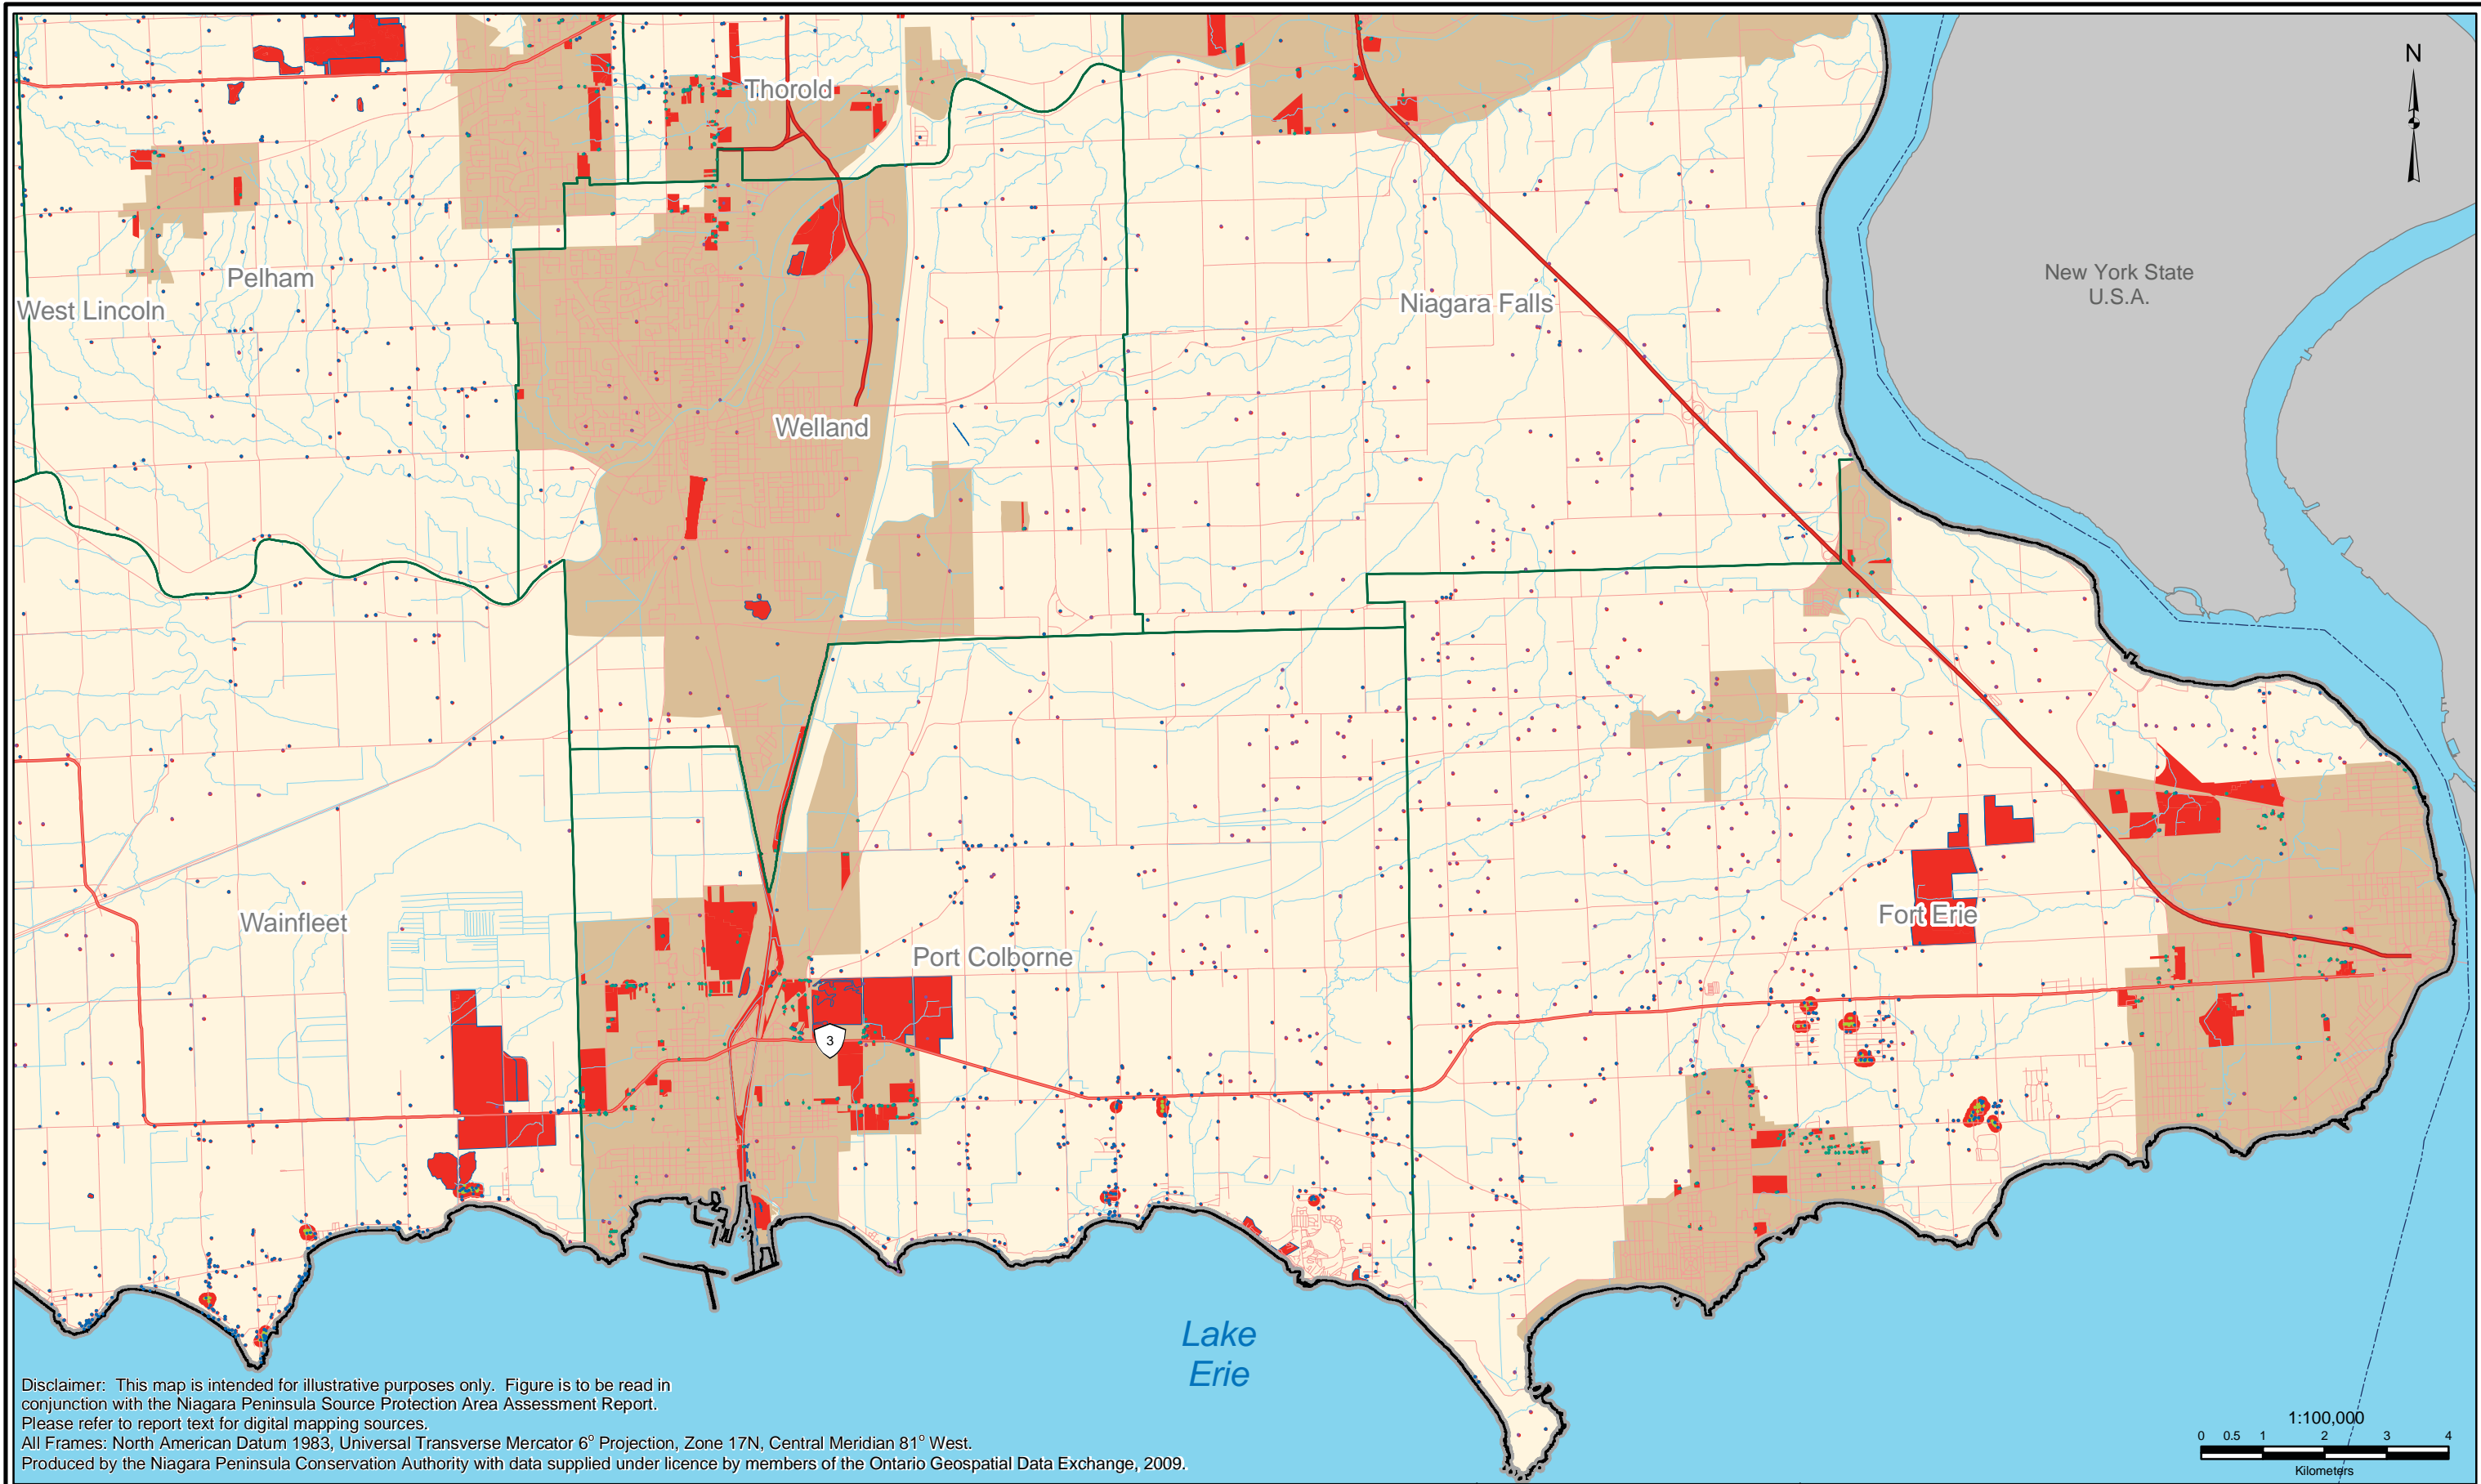 N
Thorold
New York State
U.S.A.
Pelham
West Lincoln
Niagara Falls
Welland
Wainfleet
Fort Erie
Port Colborne
3
Lake
Erie
Disclaimer: This map is intended for illustrative purposes only. Figure is to be read in
conjunction with the Niagara Peninsula Source Protection Area Assessment Report.
Please refer to report text for digital mapping sources.
All Frames: North American Datum 1983, Universal Transverse Mercator 6° Projection, Zone 17N, Central Meridian 81° West.
Produced by the Niagara Peninsula Conservation Authority with data supplied under licence by members of the Ontario Geospatial Data Exchange, 2009.
1:100,000
0 0.5 1 2 3 4
Kilometers